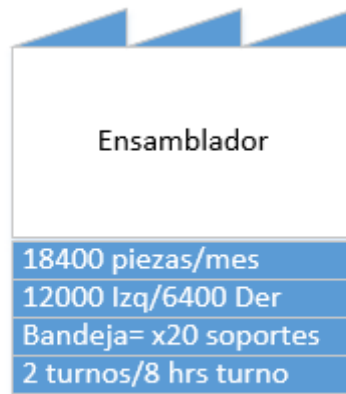 Ensamblador
18400 piezas/mes
12000 Izq/6400 Der
Bandeja= x20 soportes
2 turnos/8 hrs turno